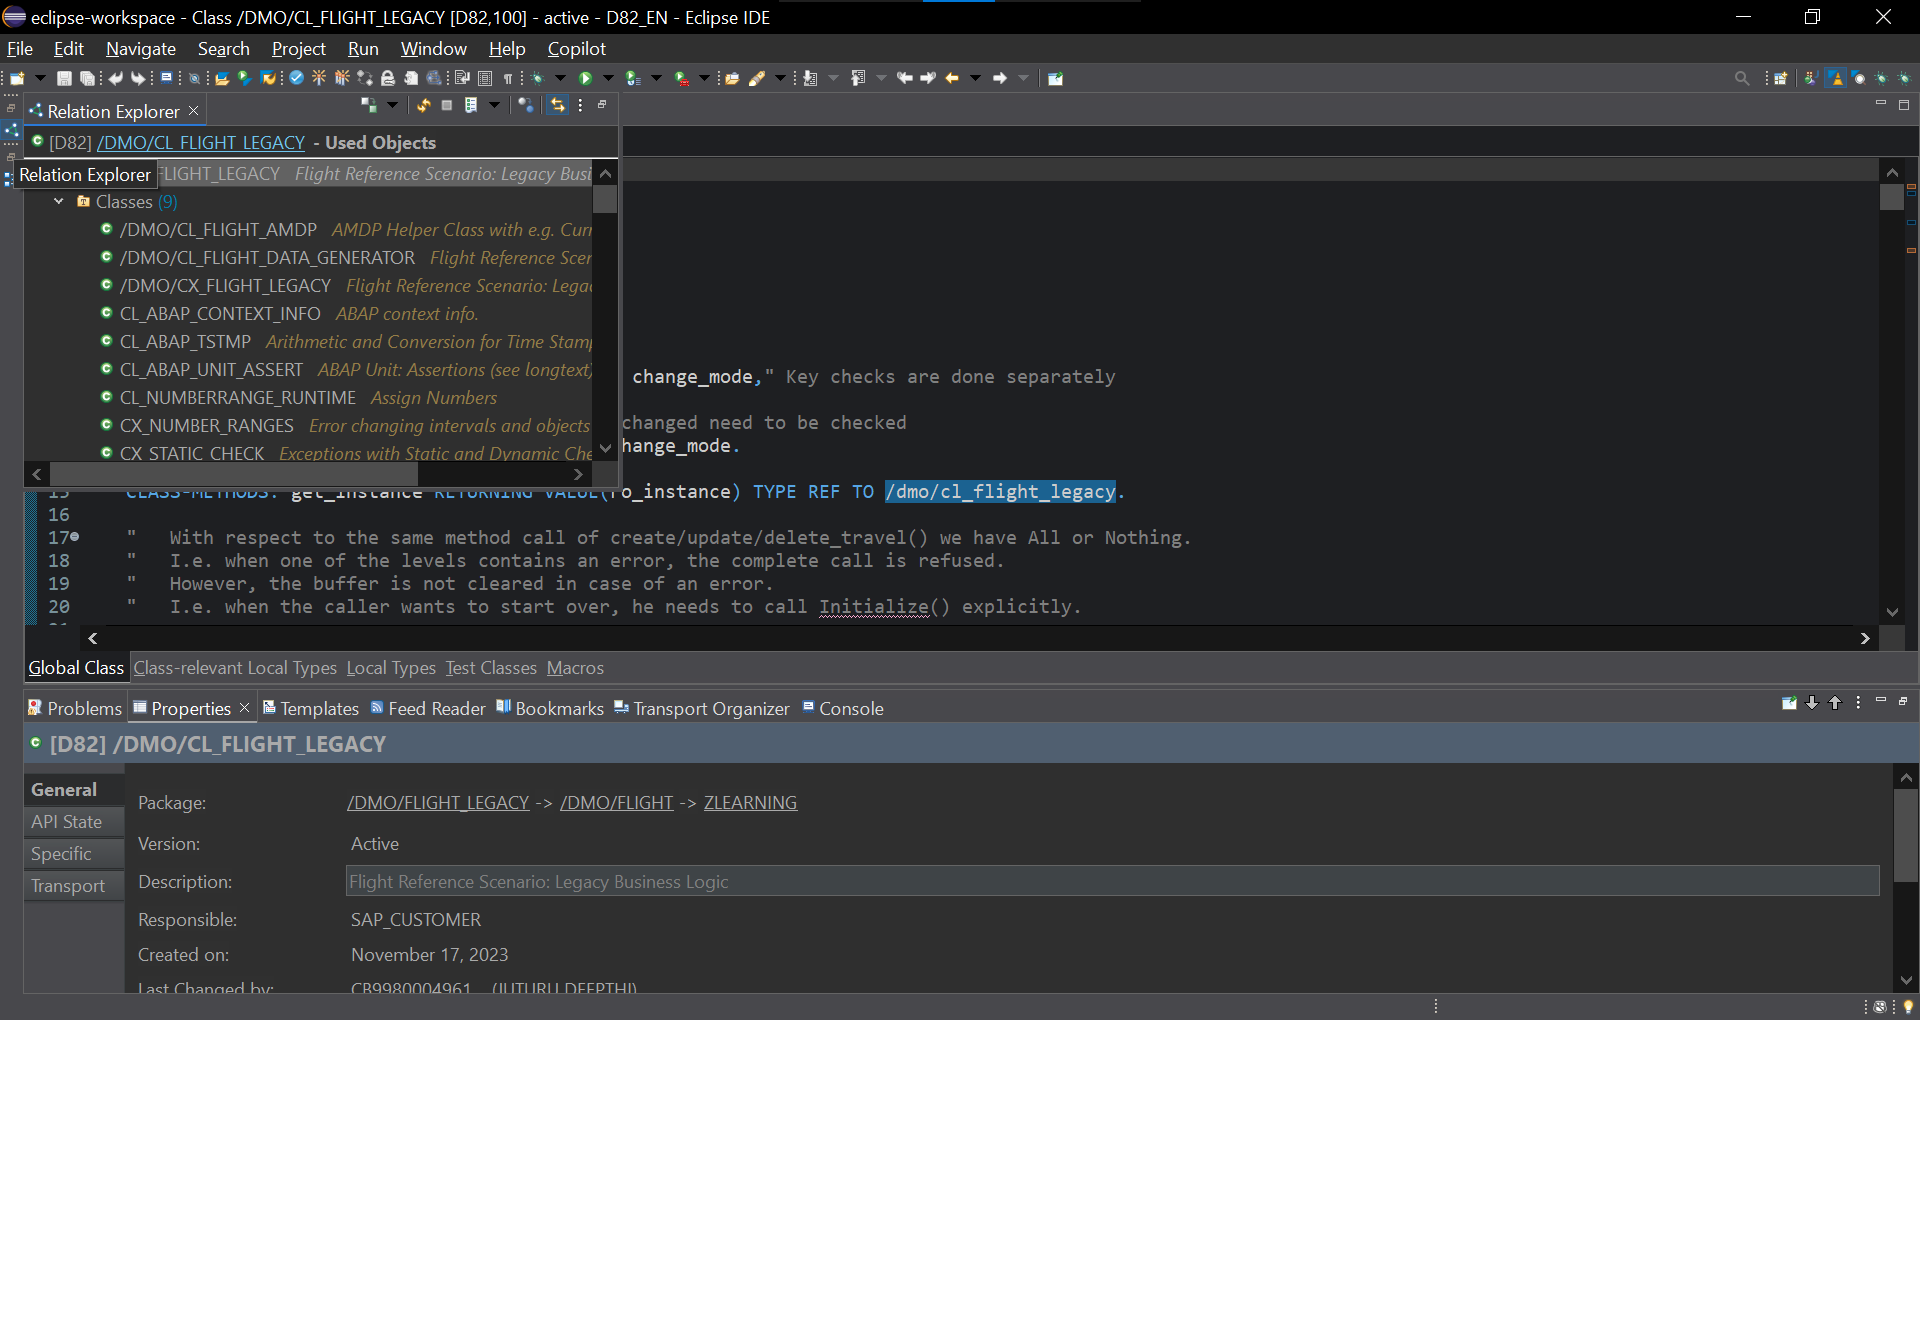 eclipse-workspace - Class /DMO/CL_FLIGHT_LEGACY [D82,100] - active - D82_EN - Eclipse IDE
File Edit Navigate Search Project Run Window Help Copilot
Relation Explorer
[D82] /DMO/CL_FLIGHT_LEGACY - Used Objects
FLIGHT_LEGACY Flight Reference Scenario: Legacy Busi
Relation Explorer
Classes (9)
/DMO/CL_FLIGHT_AMDP AMDP Helper Class with e.g. Curr
/DMO/CL_FLIGHT_DATA_GENERATOR Flight Reference Scen
/DMO/CX_FLIGHT_LEGACY Flight Reference Scenario: Lega
CL_ABAP_CONTEXT_INFO ABAP context info.
CL_ABAP_TSTMP Arithmetic and Conversion for Time Stam
CL_ABAP_UNIT_ASSERT ABAP Unit: Assertions (see longtext)
CL_NUMBERRANGE_RUNTIME Assign Numbers
CX_NUMBER_RANGES Error changing intervals and objects
CX_STATIC_CHECK Exceptions with Static and Dynamic Che
change_mode," Key checks are done separately
changed need to be checked
hange_mode.
15 CLASS-METHODS: get_instance RETURNING VALUE(ro_instance) TYPE REF TO /dmo/cl_flight_legacy.
16
17 " With respect to the same method call of create/update/delete_travel() we have All or Nothing.
18 " I.e. when one of the levels contains an error, the complete call is refused.
19 " However, the buffer is not cleared in case of an error.
20 " I.e. when the caller wants to start over, he needs to call Initialize() explicitly.
Global Class Class-relevant Local Types Local Types Test Classes Macros
Problems Properties Templates Feed Reader Bookmarks Transport Organizer Console
[D82] /DMO/CL_FLIGHT_LEGACY
General
API State
Specific
Transport
Package: /DMO/FLIGHT_LEGACY -> /DMO/FLIGHT -> ZLEARNING
Version: Active
Description: Flight Reference Scenario: Legacy Business Logic
Responsible: SAP_CUSTOMER
Created on: November 17, 2023
Last Changed by: CB9980004961 (JUTURU DEEPTHI)